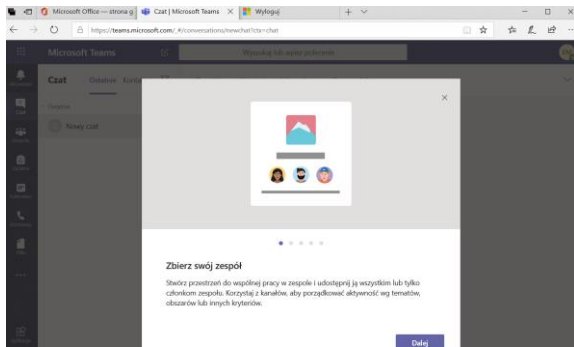 Microsoft Office — strona g
Czat | Microsoft Teams
Wyloguj
https://teams.microsoft.com/_#/conversations/newchat?ctx=chat
Microsoft Teams
Wyszukaj lub wpisz polecenie
Czat
Ostatnie
Nowy czat
Zbierz swój zespół
Stwórz przestrzeń do wspólnej pracy w zespole i udostępnij ją wszystkim lub tylko
członkom zespołu. Korzystaj z kanałów, aby porządkować aktywność wg tematów,
obszarów lub innych kryteriów.
Dalej